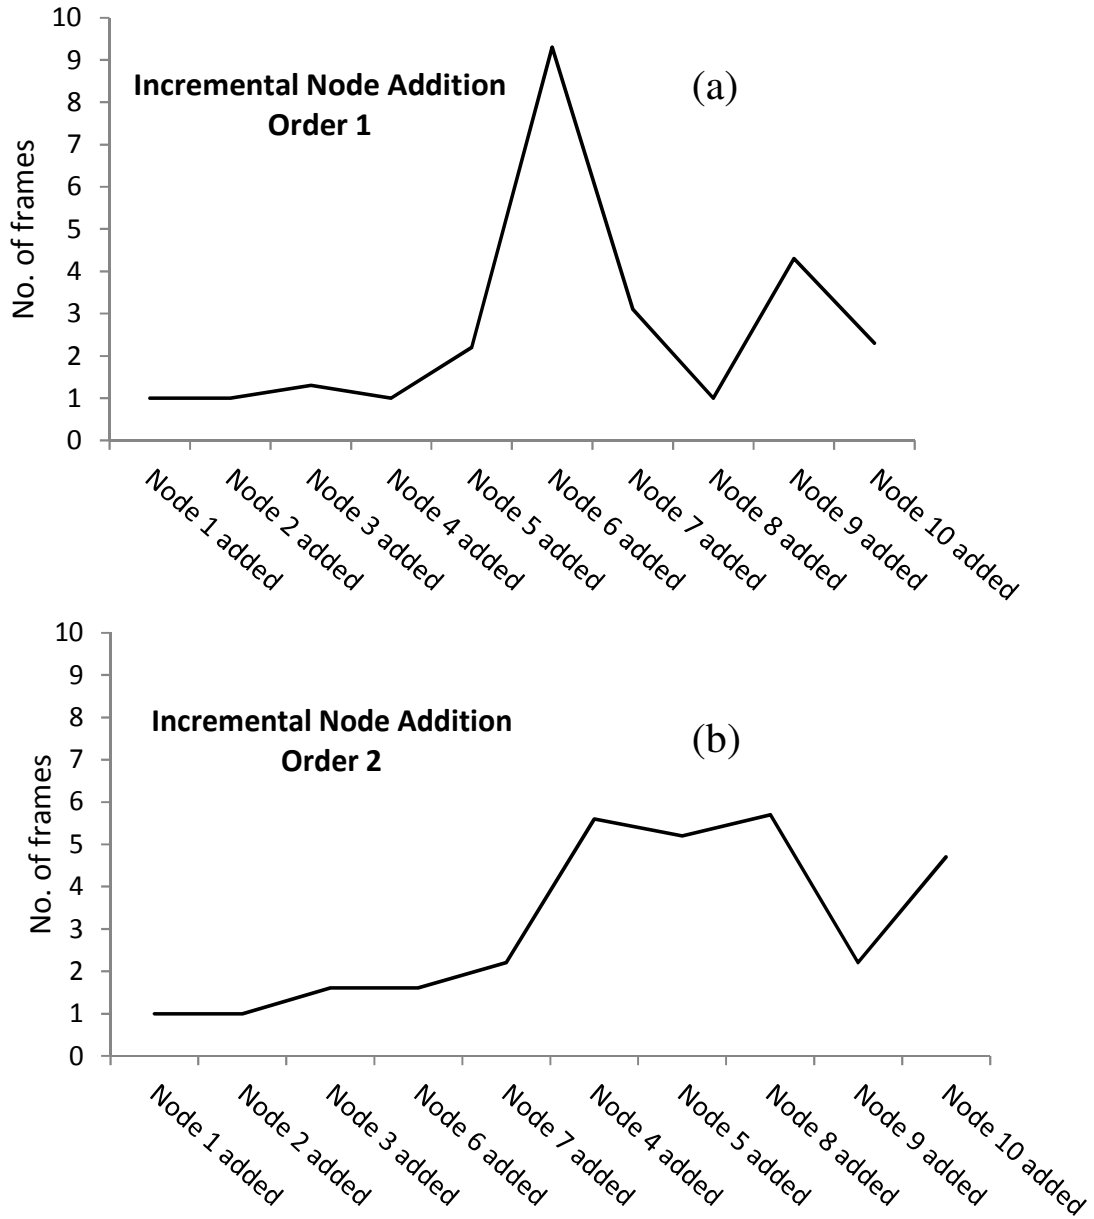 10
9
8
7
6
5
4
3
2
1
0
No. of frames
Incremental Node Addition
Order 1
(a)
Node 1 added
Node 2 added
Node 3 added
Node 4 added
Node 5 added
Node 6 added
Node 7 added
Node 8 added
Node 9 added
Node 10 added
10
9
8
7
6
5
4
3
2
1
0
No. of frames
Incremental Node Addition
Order 2
(b)
Node 1 added
Node 2 added
Node 3 added
Node 6 added
Node 7 added
Node 4 added
Node 5 added
Node 8 added
Node 9 added
Node 10 added